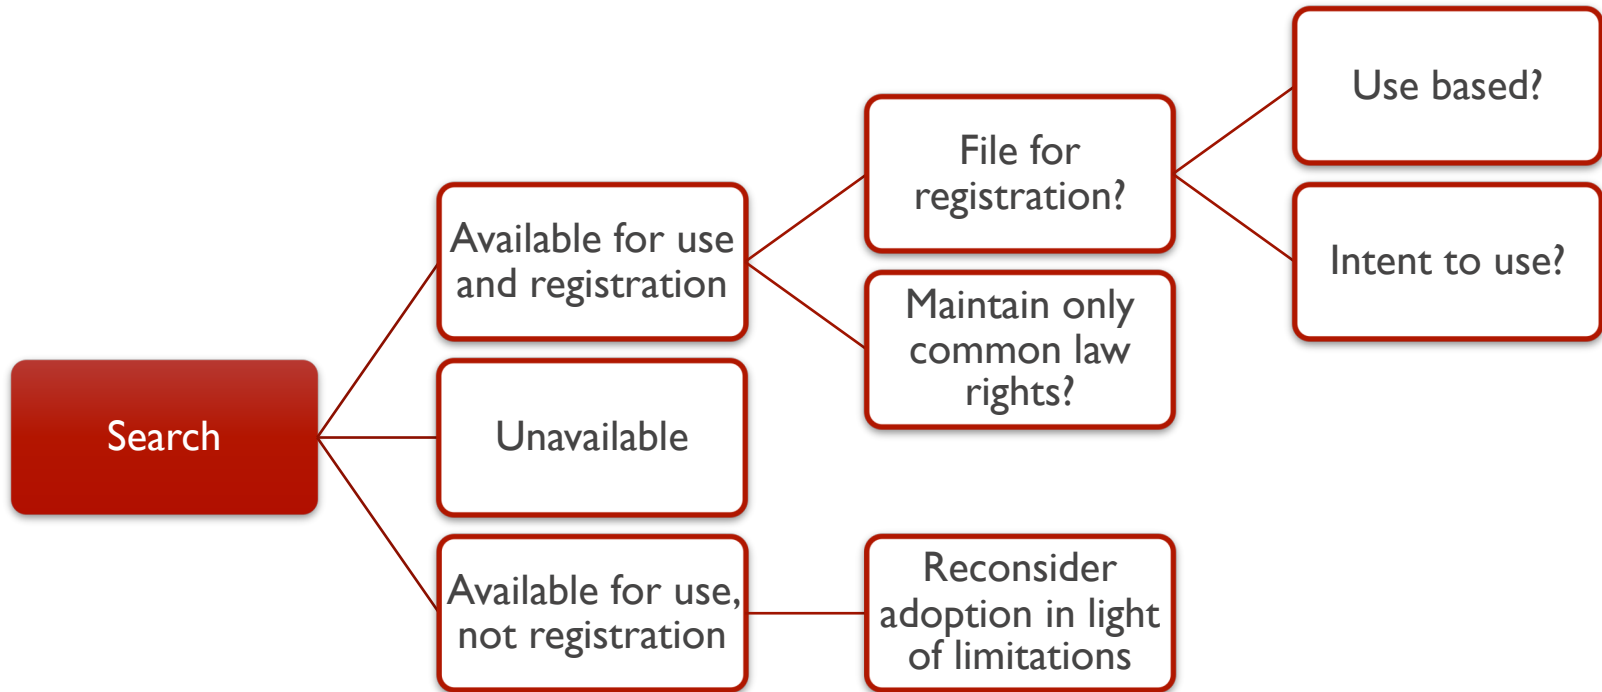 Search
Available for use
and registration
Unavailable
Available for use,
not registration
File for
registration?
Maintain only
common law
rights?
Reconsider
adoption in light
of limitations
Use based?
Intent to use?